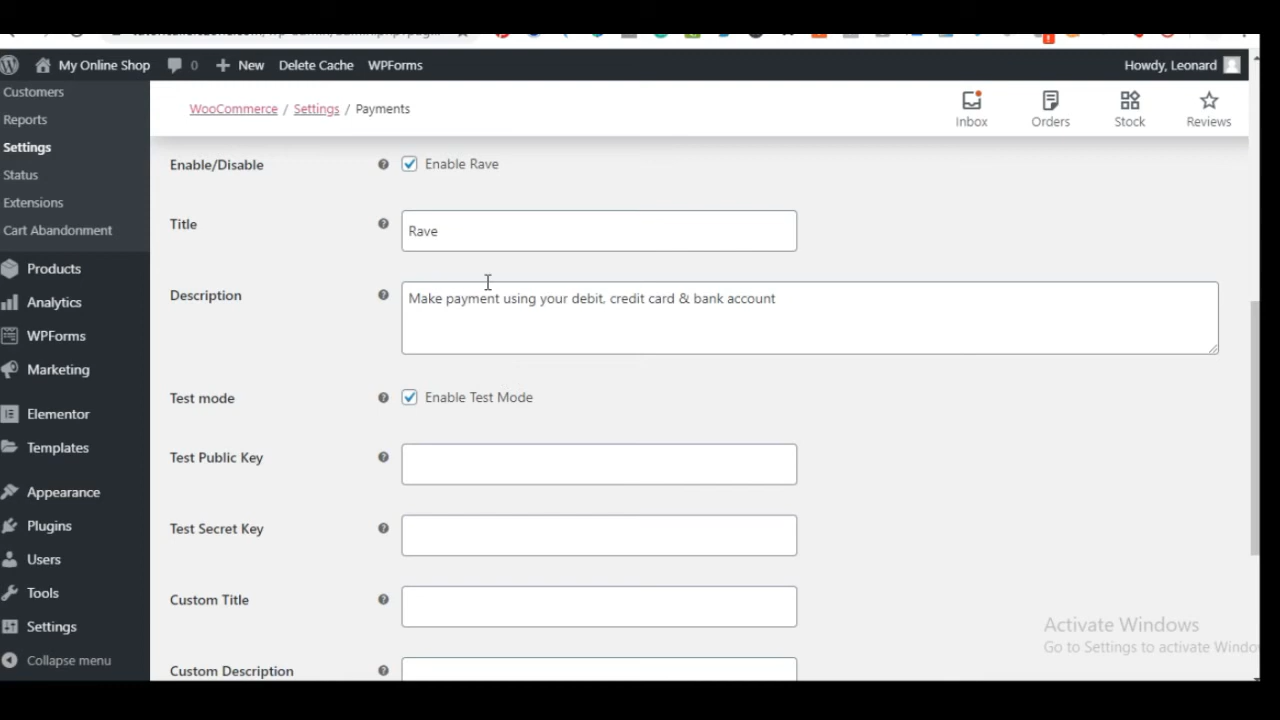 My Online Shop
0
New
Delete Cache
WPForms
Howdy, Leonard
Customers
Reports
Settings
Status
Extensions
Cart Abandonment
Products
Analytics
WPForms
Marketing
Elementor
Templates
Appearance
Plugins
Users
Tools
Settings
Collapse menu
WooCommerce / Settings / Payments
Inbox
Orders
Stock
Reviews
Enable/Disable
Enable Rave
Title
Rave
Description
Make payment using your debit, credit card & bank account
Test mode
Enable Test Mode
Test Public Key
Test Secret Key
Custom Title
Custom Description
Activate Windows
Go to Settings to activate Windo